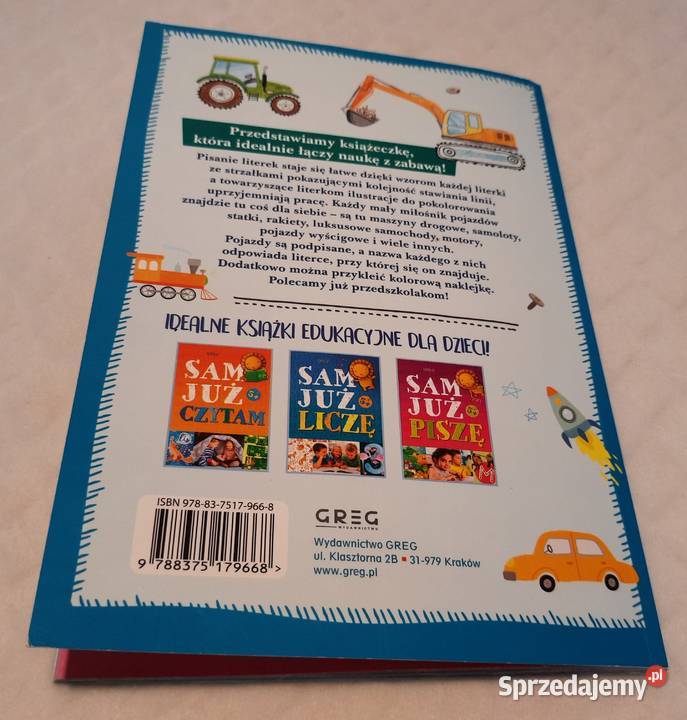 Przedstawiamy książeczkę,
która idealnie łączy naukę z zabawą!
Pisanie literek staje się łatwe dzięki wzorom każdej literki
ze strzałkami pokazującymi kolejność stawiania linii,
a towarzyszące literkom ilustracje do pokolorowania
uprzyjemniają pracę. Każdy mały miłośnik pojazdów
znajdzie tu coś dla siebie – są tu maszyny drogowe, samoloty,
statki, rakiety, luksusowe samochody, motory,
pojazdy wyścigowe i wiele innych.
Pojazdy są podpisane, a nazwa każdego z nich
odpowiada literce, przy której się on znajduje.
Dodatkowo można przykleić kolorową naklejkę.
Polecamy już przedszkolakom!
IDEALNE KSIĄŻKI EDUKACYJNE DLA DZIECI!
SAM JUŻ CZYTAM
SAM JUŻ LICZĘ
SAM JUŻ PISZĘ
ISBN 978-83-7517-966-8
9 788375 179668 >
GREG
WYDAWNICTWO
Wydawnictwo GREG
ul. Klasztorna 2B ▪ 31-979 Kraków
www.greg.pl
Sprzedajemy.pl